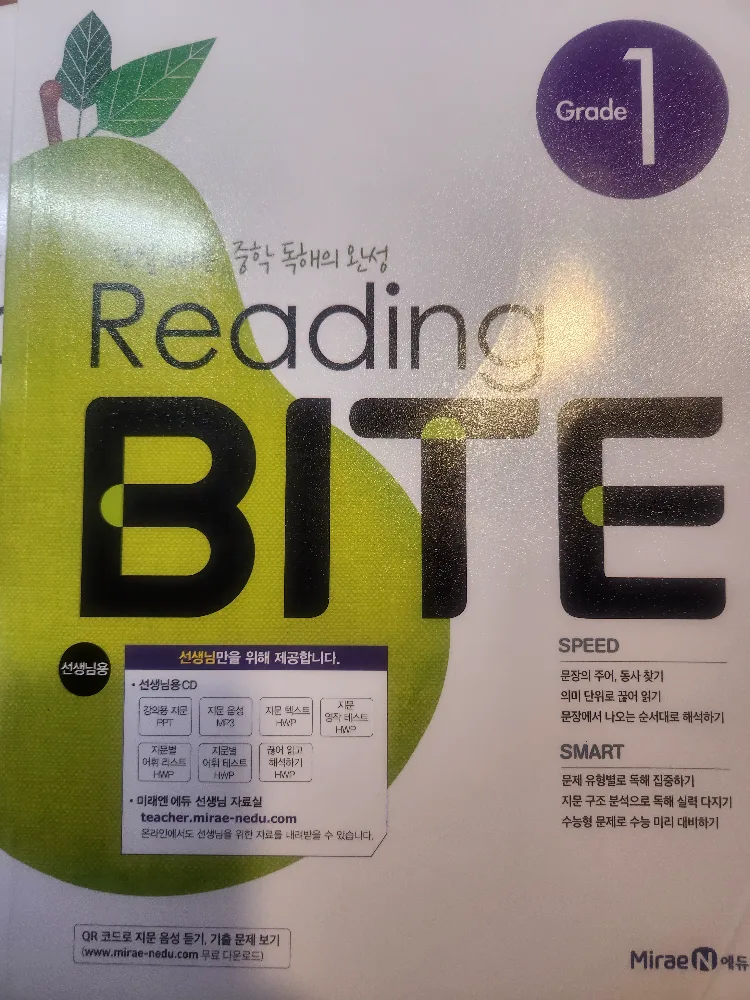 Grade 1
중학 독해의 완성
Reading
BITE
SPEED
문장의 주어, 동사 찾기
의미 단위로 끊어 읽기
문장에서 나오는 순서대로 해석하기
SMART
문제 유형별로 독해 집중하기
지문 구조 분석으로 독해 실력 다지기
수능형 문제로 수능 미리 대비하기
선생님용
선생님만을 위해 제공합니다.
• 선생님용 CD
강의용 지문
PPT
지문 음성
MP3
지문 텍스트
HWP
지문
영작 테스트
HWP
지문별
어휘 리스트
HWP
지문별
어휘 테스트
HWP
끊어 읽고
해석하기
HWP
• 미래엔 에듀 선생님 자료실
teacher.mirae-nedu.com
온라인에서도 선생님을 위한 자료를 내려받을 수 있습니다.
QR 코드로 지문 음성 듣기, 기출 문제 보기
(www.mirae-nedu.com 무료 다운로드)
Mirae N 에듀